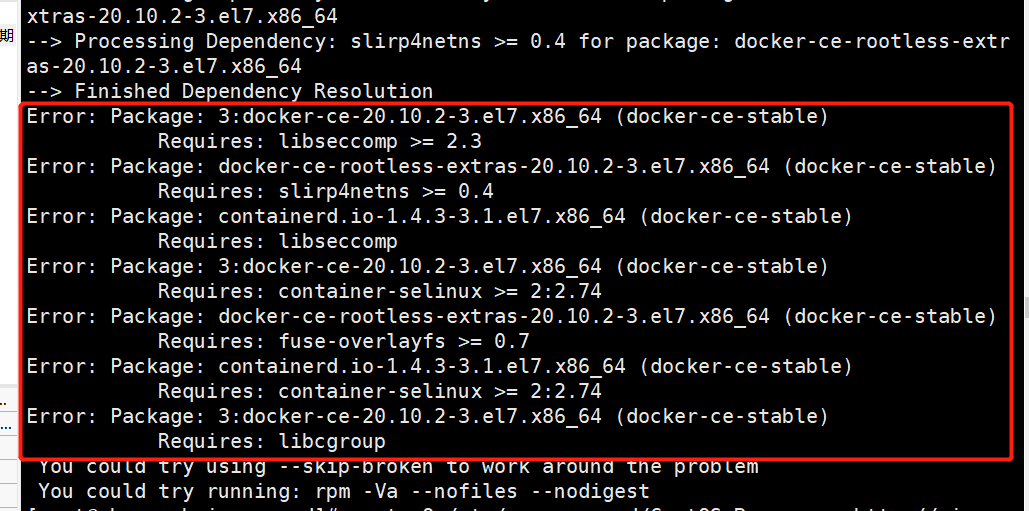 xtras-20.10.2-3.el7.x86_64
--> Processing Dependency: slirp4netns >= 0.4 for package: docker-ce-rootless-extr
as-20.10.2-3.el7.x86_64
--> Finished Dependency Resolution
Error: Package: 3:docker-ce-20.10.2-3.el7.x86_64 (docker-ce-stable)
Requires: libseccomp >= 2.3
Error: Package: docker-ce-rootless-extras-20.10.2-3.el7.x86_64 (docker-ce-stable)
Requires: slirp4netns >= 0.4
Error: Package: containerd.io-1.4.3-3.1.el7.x86_64 (docker-ce-stable)
Requires: libseccomp
Error: Package: 3:docker-ce-20.10.2-3.el7.x86_64 (docker-ce-stable)
Requires: container-selinux >= 2:2.74
Error: Package: docker-ce-rootless-extras-20.10.2-3.el7.x86_64 (docker-ce-stable)
Requires: fuse-overlayfs >= 0.7
Error: Package: containerd.io-1.4.3-3.1.el7.x86_64 (docker-ce-stable)
Requires: container-selinux >= 2:2.74
Error: Package: 3:docker-ce-20.10.2-3.el7.x86_64 (docker-ce-stable)
Requires: libcgroup
You could try using --skip-broken to work around the problem
You could try running: rpm -Va --nofiles --nodigest
期